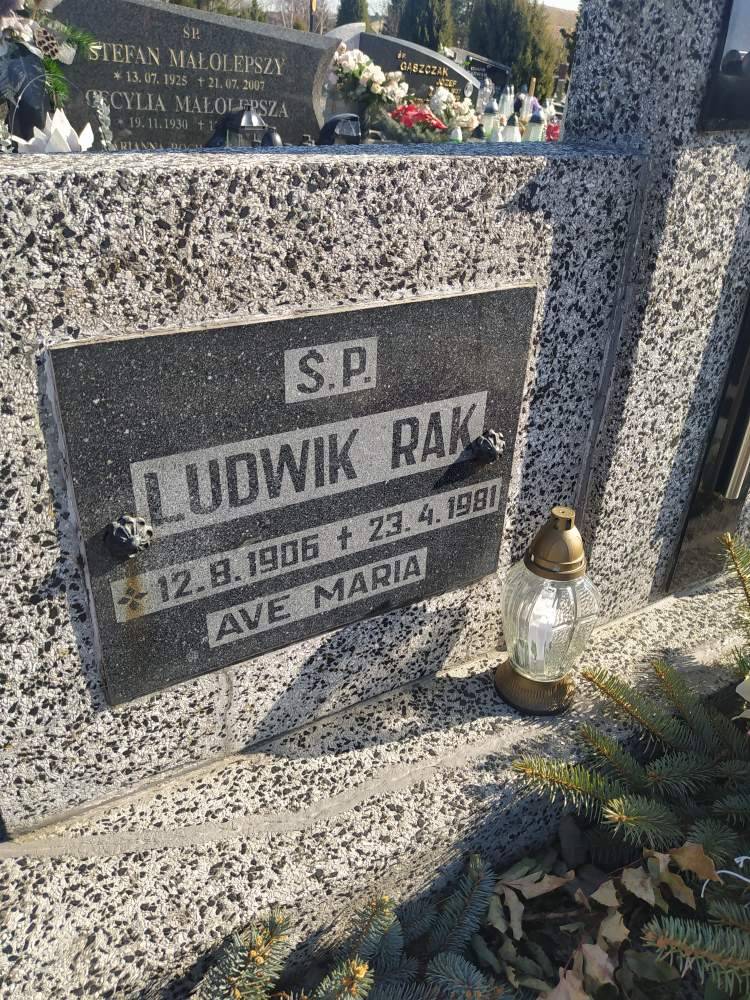 ŚP.
STEFAN MAŁOLEPSZY
* 13.07.1925 + 21.07.2007
CECYLIA MAŁOLEPSZA
* 19.11.1930 +
GASZCZAK
Ś.P.
LUDWIK RAK
12.8.1906 ✝ 23.4.1981
AVE MARIA